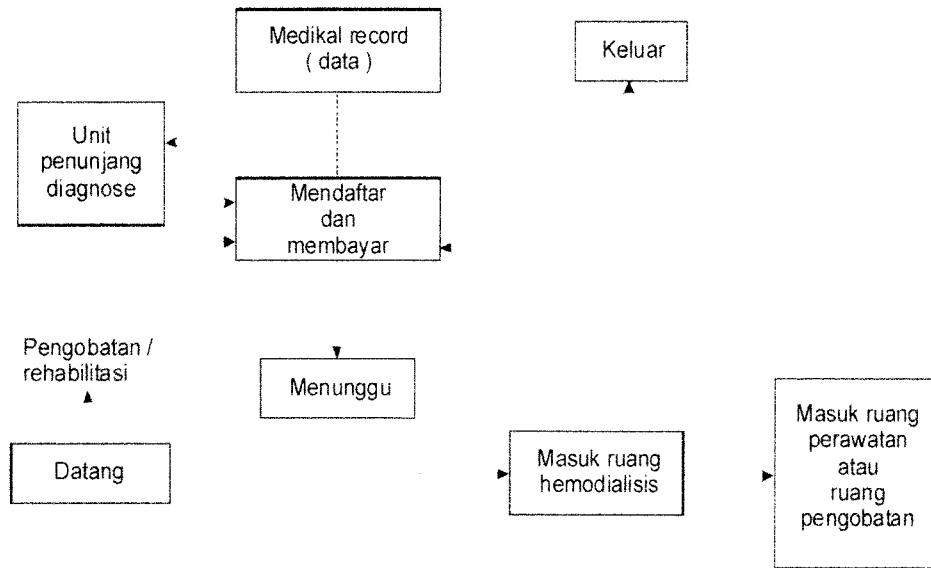 Medikal record
( data )
Keluar
Unit
penunjang
diagnose
Mendaftar
dan
membayar
Pengobatan /
rehabilitasi
Menunggu
Datang
Masuk ruang
hemodialisis
Masuk ruang
perawatan
atau
ruang
pengobatan